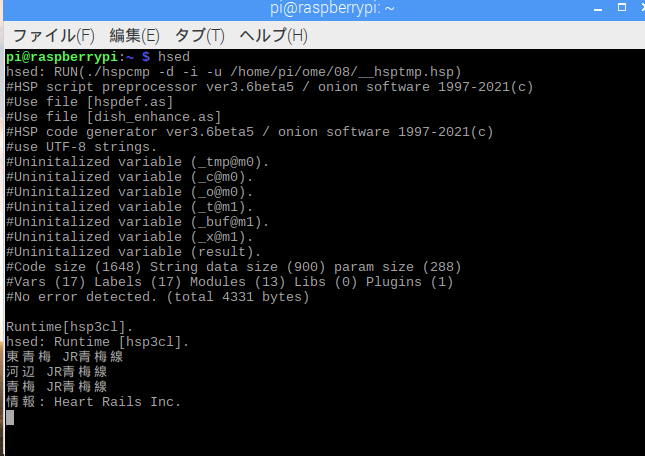 pi@raspberrypi: ~
ファイル(F) 編集(E) タブ(T) ヘルプ(H)
pi@raspberrypi:~ $ hsed
hsed: RUN(./hspcmp -d -i -u /home/pi/ome/08/__hsptmp.hsp)
#HSP script preprocessor ver3.6beta5 / onion software 1997-2021(c)
#Use file [hspdef.as]
#Use file [dish_enhance.as]
#HSP code generator ver3.6beta5 / onion software 1997-2021(c)
#use UTF-8 strings.
#Uninitalized variable (_tmp@m0).
#Uninitalized variable (_c@m0).
#Uninitalized variable (_o@m0).
#Uninitalized variable (_t@m1).
#Uninitalized variable (_buf@m1).
#Uninitalized variable (_x@m1).
#Uninitalized variable (result).
#Code size (1648) String data size (900) param size (288)
#Vars (17) Labels (17) Modules (13) Libs (0) Plugins (1)
#No error detected. (total 4331 bytes)
Runtime[hsp3cl].
hsed: Runtime [hsp3cl].
東青梅 JR青梅線
河辺 JR青梅線
青梅 JR青梅線
情報: Heart Rails Inc.